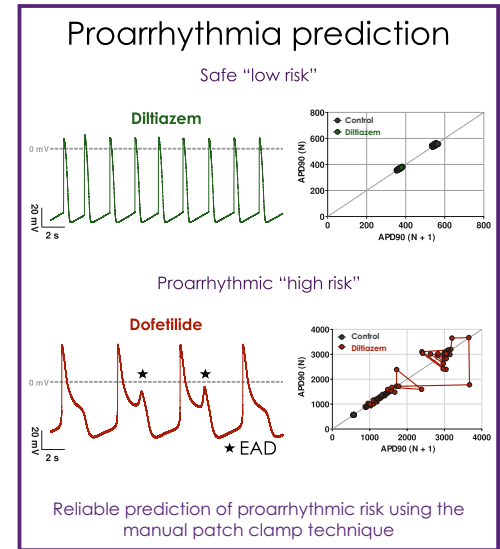 Proarrhythmia prediction
Safe “low risk”
Diltiazem
0 mV
20 mV
2 s
800
600
400
200
0
0 200 400 600 800
APD90 (N)
APD90 (N + 1)
Control
Diltiazem
Proarrhythmic “high risk”
Dofetilide
0 mV
20 mV
2 s
★ EAD
4000
3000
2000
1000
0
0 1000 2000 3000 4000
APD90 (N)
APD90 (N + 1)
Control
Diltiazem
Reliable prediction of proarrhythmic risk using the
manual patch clamp technique